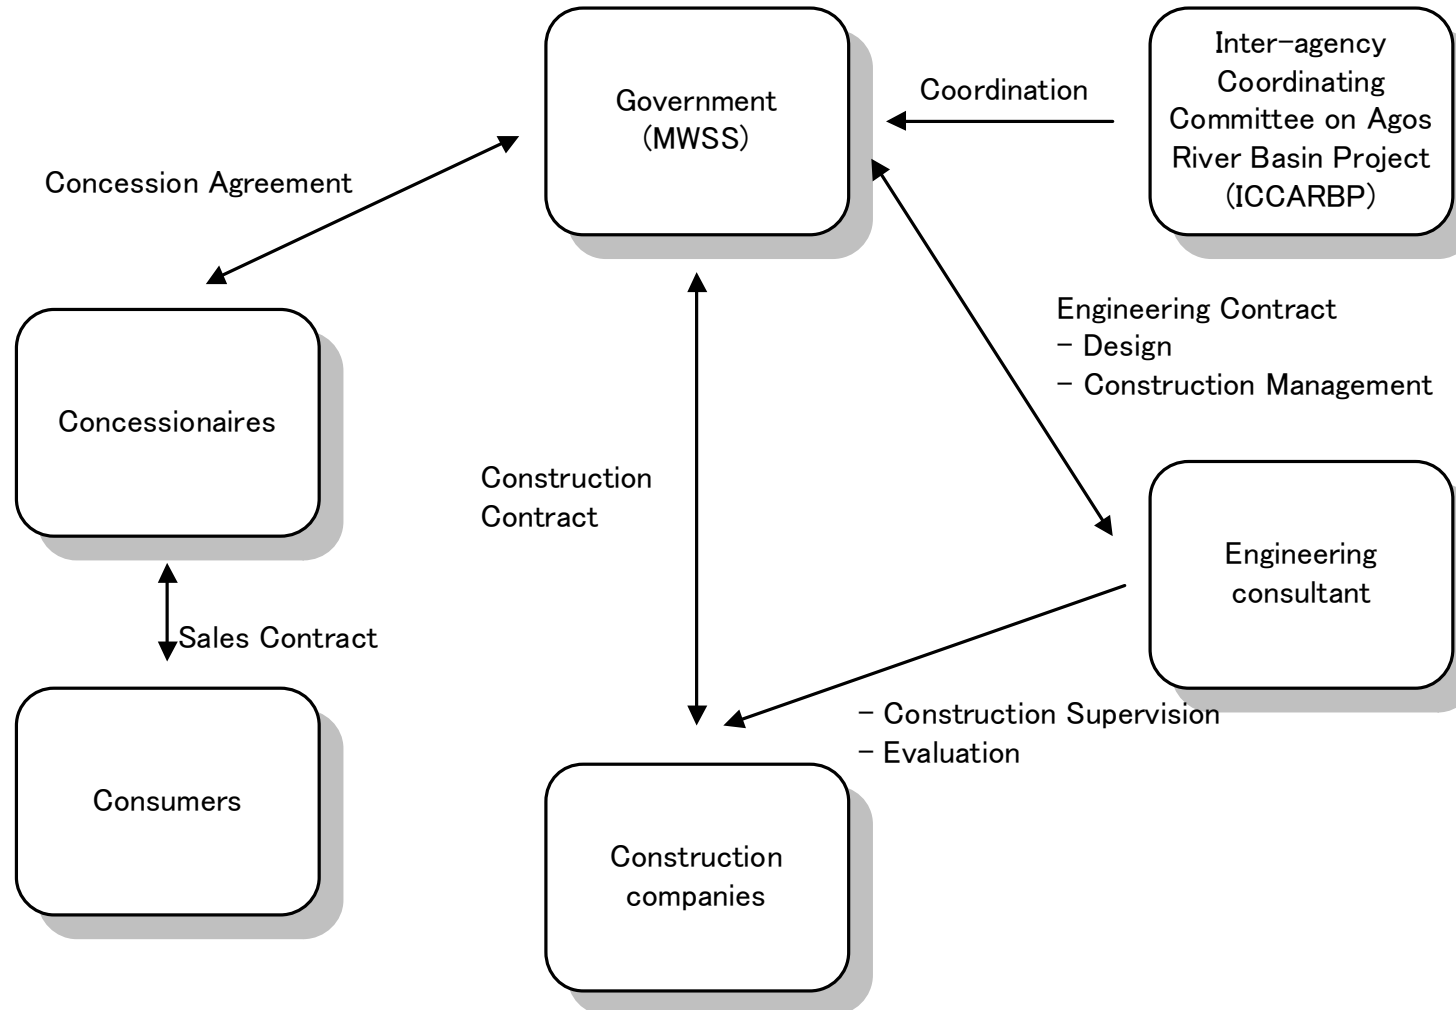 Inter-agency
Coordinating
Committee on Agos
River Basin Project
(ICCARBP)
Government
(MWSS)
Coordination
Concession Agreement
Engineering Contract
- Design
- Construction Management
Concessionaires
Construction
Contract
Engineering
consultant
Sales Contract
- Construction Supervision
- Evaluation
Consumers
Construction
companies